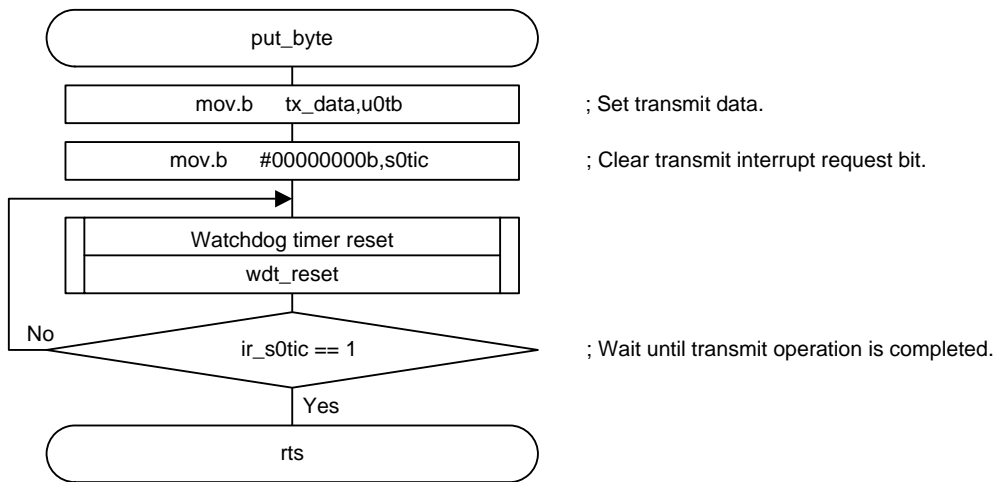 put_byte
mov.b tx_data,u0tb ; Set transmit data.
mov.b #00000000b,s0tic ; Clear transmit interrupt request bit.
Watchdog timer reset
wdt_reset
No
ir_s0tic == 1 ; Wait until transmit operation is completed.
Yes
rts